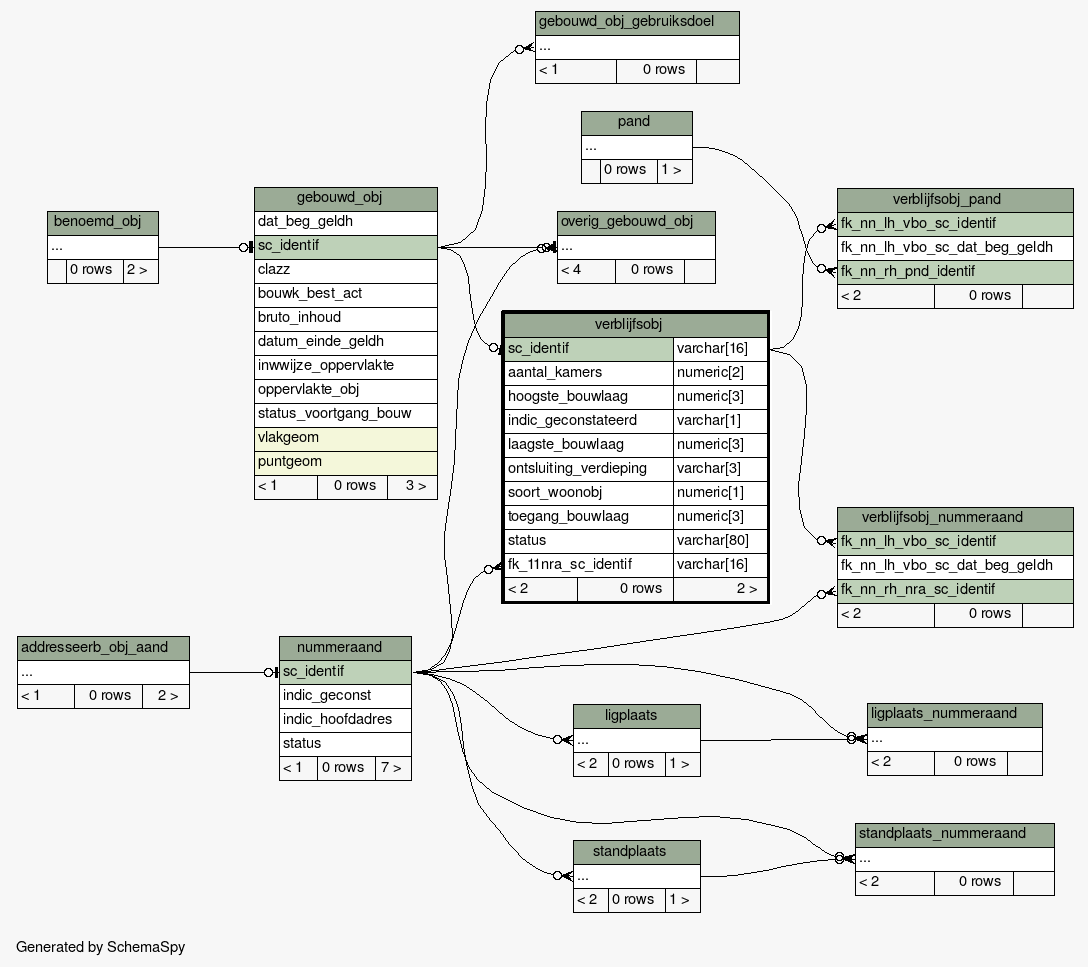 gebouwd_obj_gebruiksdoel
...
< 1 0 rows
pand
...
0 rows 1 >
benoemd_obj
...
0 rows 2 >
gebouwd_obj
dat_beg_geldh
sc_identif
clazz
bouwk_best_act
bruto_inhoud
datum_einde_geldh
inwwijze_oppervlakte
oppervlakte_obj
status_voortgang_bouw
vlakgeom
puntgeom
< 1 0 rows 3 >
overig_gebouwd_obj
...
< 4 0 rows
verblijfsobj_pand
fk_nn_lh_vbo_sc_identif
fk_nn_lh_vbo_sc_dat_beg_geldh
fk_nn_rh_pnd_identif
< 2 0 rows
verblijfsobj
sc_identif varchar[16]
aantal_kamers numeric[2]
hoogste_bouwlaag numeric[3]
indic_geconstateerd varchar[1]
laagste_bouwlaag numeric[3]
ontsluiting_verdieping varchar[3]
soort_woonobj numeric[1]
toegang_bouwlaag numeric[3]
status varchar[80]
fk_11nra_sc_identif varchar[16]
< 2 0 rows 2 >
verblijfsobj_nummeraand
fk_nn_lh_vbo_sc_identif
fk_nn_lh_vbo_sc_dat_beg_geldh
fk_nn_rh_nra_sc_identif
< 2 0 rows
addresseerb_obj_aand
...
< 1 0 rows 2 >
nummeraand
sc_identif
indic_geconst
indic_hoofdadres
status
< 1 0 rows 7 >
ligplaats
...
< 2 0 rows 1 >
ligplaats_nummeraand
...
< 2 0 rows
standplaats
...
< 2 0 rows 1 >
standplaats_nummeraand
...
< 2 0 rows
Generated by SchemaSpy